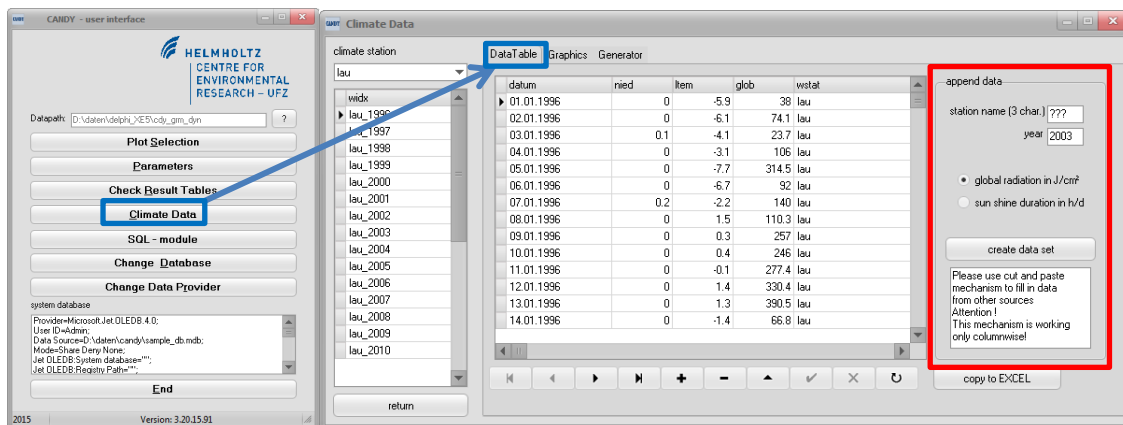 CANDY - user interface
HELMHOLTZ
CENTRE FOR
ENVIRONMENTAL
RESEARCH – UFZ
Datapath: D:\daten\delphi_XE5\cdy_grm_dyn ?
Plot Selection
Parameters
Check Result Tables
Climate Data
SQL - module
Change Database
Change Data Provider
system database
Provider=Microsoft.Jet.OLEDB.4.0;
User ID=Admin;
Data Source=D:\daten\candy\sample_db.mdb;
Mode=Share Deny None;
Jet OLEDB:System database="";
Jet OLEDB:Registry Path="";
End
2015 Version: 3.20.15.91
Climate Data
climate station
lau
widx
lau_1996
lau_1997
lau_1998
lau_1999
lau_2000
lau_2001
lau_2002
lau_2003
lau_2004
lau_2005
lau_2006
lau_2007
lau_2008
lau_2009
lau_2010
return
DataTable Graphics Generator
datum nied ltem glob wstat
01.01.1996 0 -5.9 38 lau
02.01.1996 0 -6.1 74.1 lau
03.01.1996 0.1 -4.1 23.7 lau
04.01.1996 0 -3.1 106 lau
05.01.1996 0 -7.7 314.5 lau
06.01.1996 0 -6.7 92 lau
07.01.1996 0.2 -2.2 140 lau
08.01.1996 0 1.5 110.3 lau
09.01.1996 0 0.3 257 lau
10.01.1996 0 0.4 246 lau
11.01.1996 0 -0.1 277.4 lau
12.01.1996 0 1.4 330.4 lau
13.01.1996 0 1.3 390.5 lau
14.01.1996 0 -1.4 66.8 lau
append data
station name (3 char.) ???
year 2003
global radiation in J/cm²
sun shine duration in h/d
create data set
Please use cut and paste
mechanism to fill in data
from other sources
Attention !
This mechanism is working
only columnwise!
copy to EXCEL